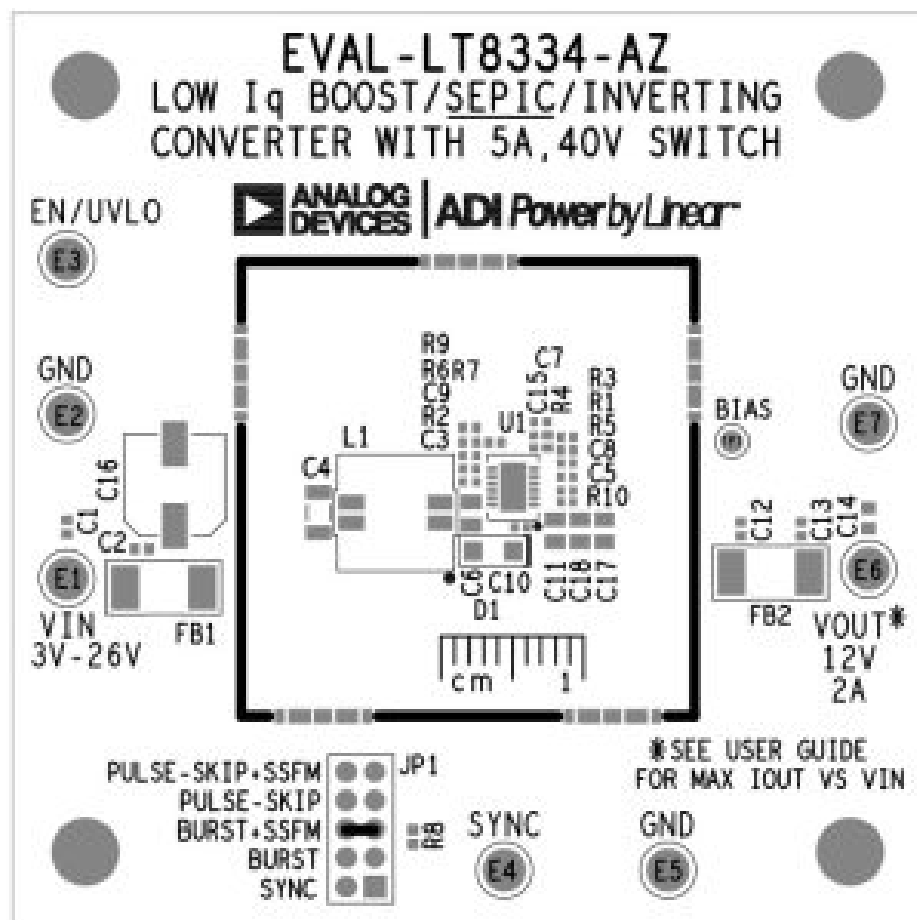 EVAL-LT8334-AZ
LOW Iq BOOST/SEPIC/INVERTING
CONVERTER WITH 5A,40V SWITCH
ANALOG
DEVICES
ADI Power by Linear™
EN/UVLO
E3
GND
E2
C16
C1
C2
E1
VIN
3V-26V
FB1
R9
R6 R7
C9
R2
C3
L1
C4
U1
C15
C7
R4
R3
R1
R5
C8
C5
R10
C6
C10
D1
C11
C18
C17
cm 1
BIAS
GND
E7
C12
C13
C14
E6
FB2
VOUT*
12V
2A
*SEE USER GUIDE
FOR MAX IOUT VS VIN
JP1
PULSE-SKIP+SSFM
PULSE-SKIP
BURST+SSFM
BURST
SYNC
R8
SYNC
E4
GND
E5